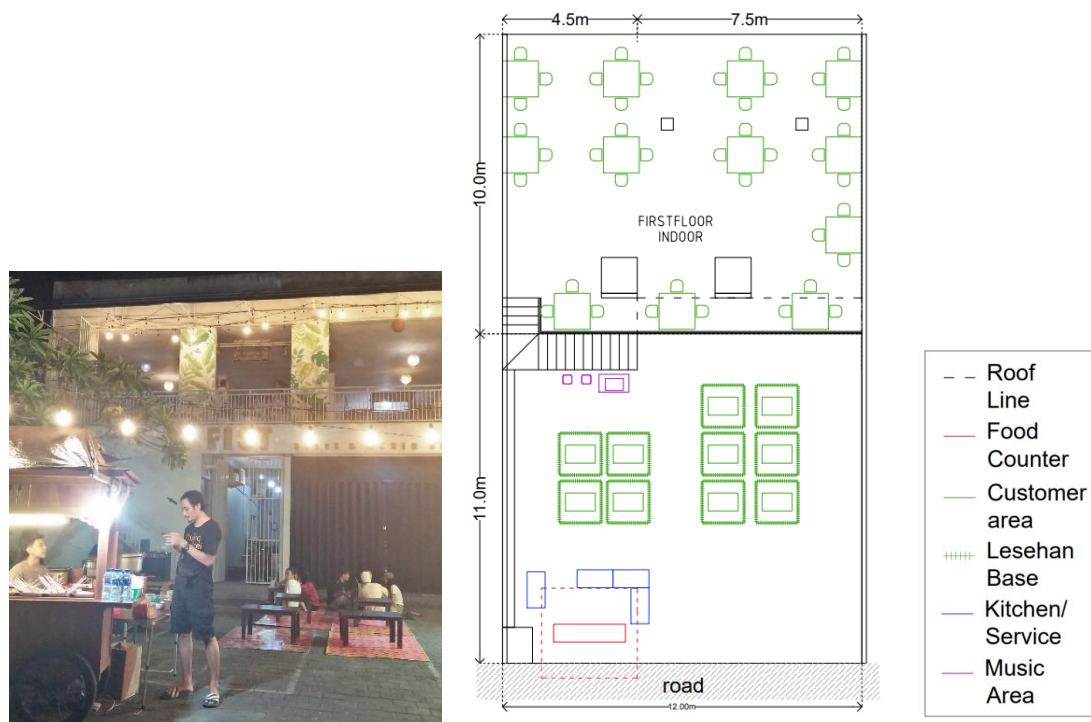 4.5m
7.5m
10.0m
FIRSTFLOOR
INDOOR
11.0m
road
12.00m
Roof
Line
Food
Counter
Customer
area
Lesehan
Base
Kitchen/
Service
Music
Area